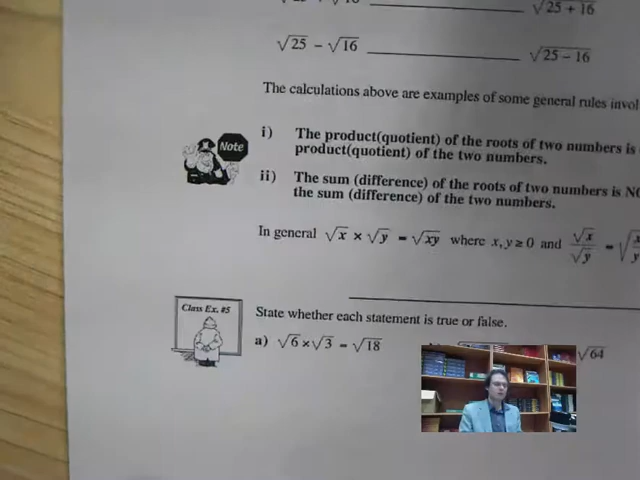 √25 + 16
√25 − √16 ____________ √25 − 16
The calculations above are examples of some general rules
Note
i) The product(quotient) of the roots of two numbers is
product(quotient) of the two numbers.
ii) The sum (difference) of the roots of two numbers is
the sum (difference) of the two numbers.
In general √x × √y = √xy where x, y ≥ 0 and √x/√y =
Class Ex. #5
State whether each statement is true or false.
a) √6×√3 = √18 √64